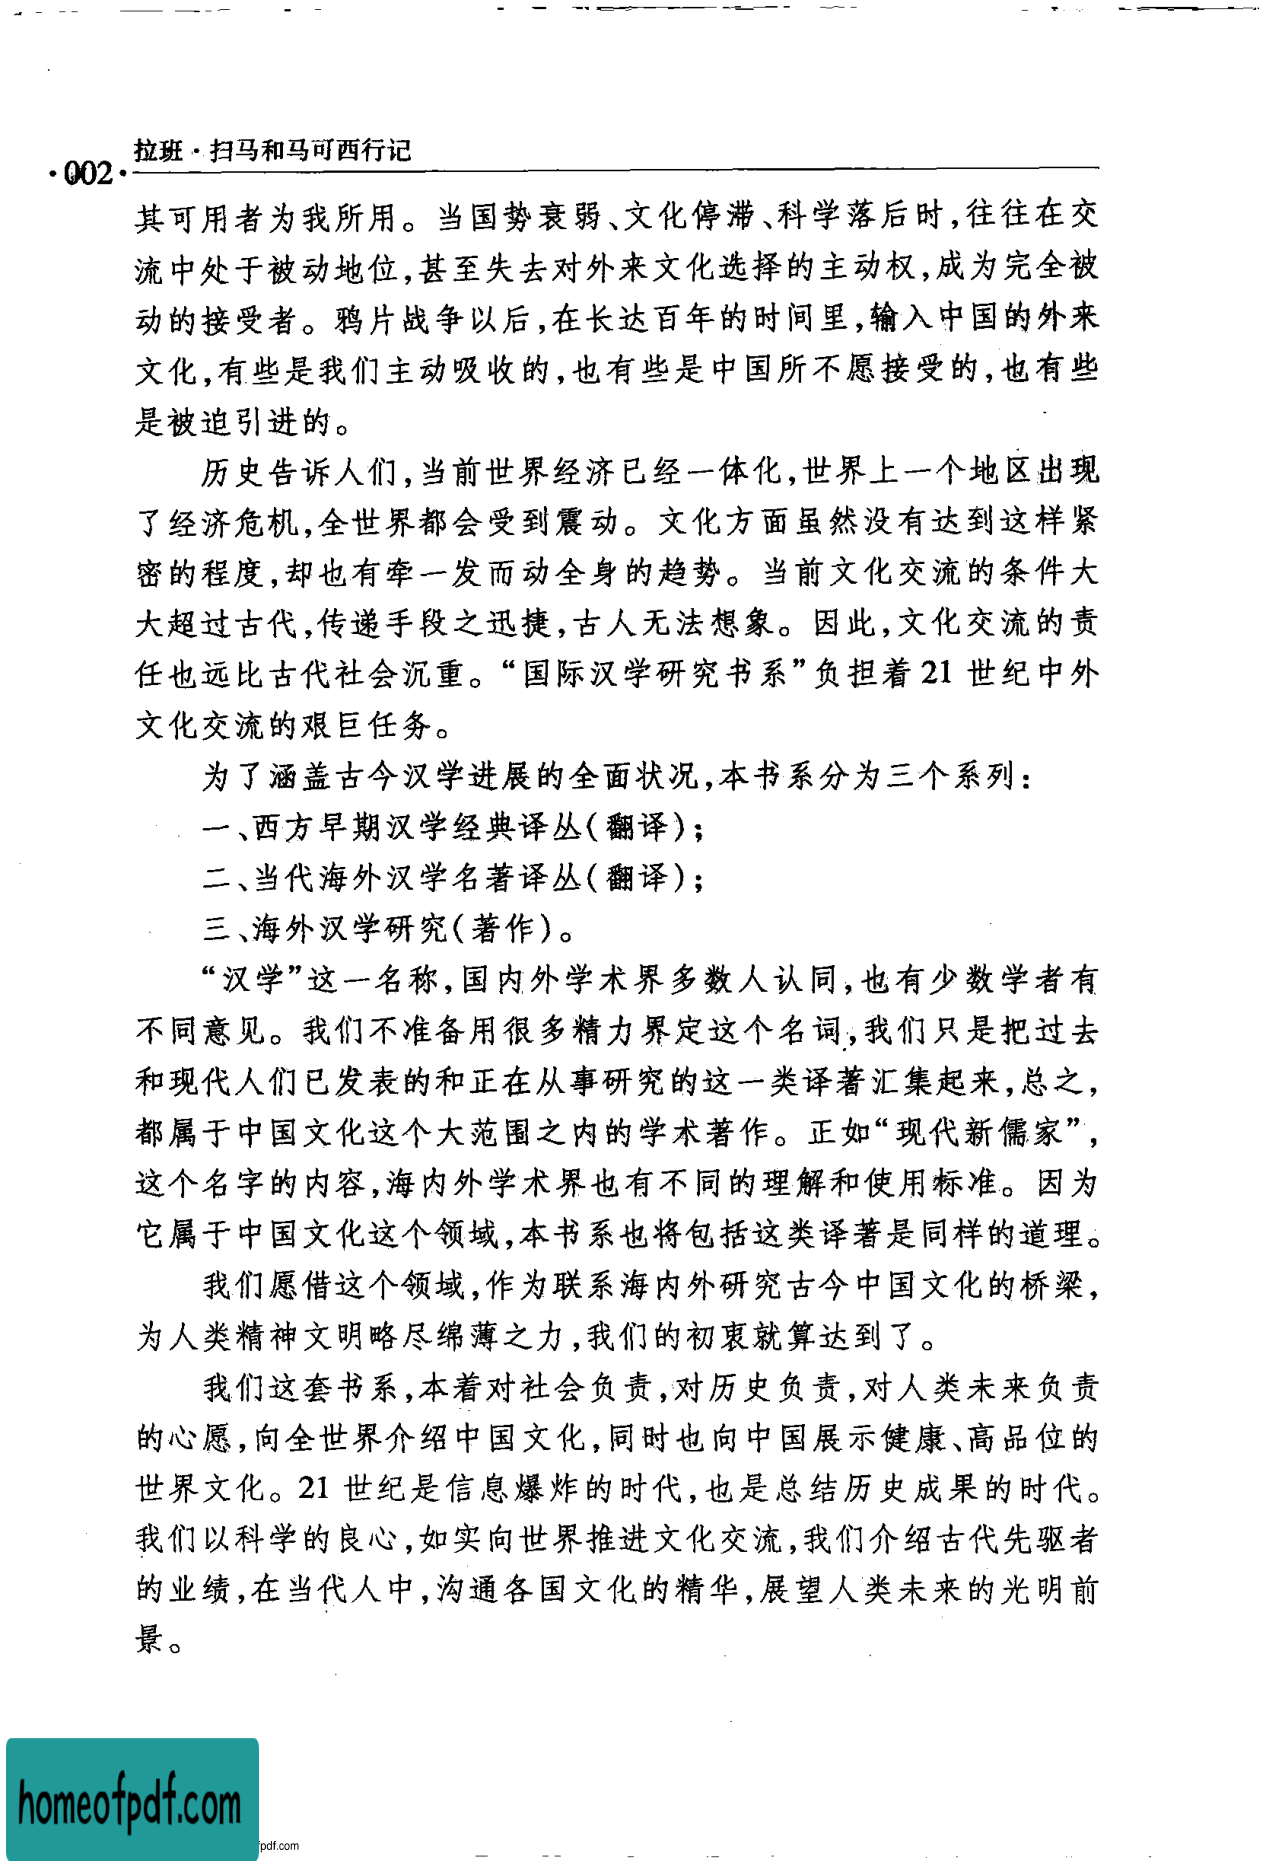 拉班·扫马和马可西行记
·002·
其可用者为我所用。当国势衰弱、文化停滞、科学落后时,往往在交
流中处于被动地位,甚至失去对外来文化选择的主动权,成为完全被
动的接受者。鸦片战争以后,在长达百年的时间里,输入中国的外来
文化,有些是我们主动吸收的,也有些是中国所不愿接受的,也有些
是被迫引进的。
历史告诉人们,当前世界经济已经一体化,世界上一个地区出现
了经济危机,全世界都会受到震动。文化方面虽然没有达到这样紧
密的程度,却也有牵一发而动全身的趋势。当前文化交流的条件大
大超过古代,传递手段之迅捷,古人无法想象。因此,文化交流的责
任也远比古代社会沉重。“国际汉学研究书系”负担着21世纪中外
文化交流的艰巨任务。
为了涵盖古今汉学进展的全面状况,本书系分为三个系列:
一、西方早期汉学经典译丛(翻译);
二、当代海外汉学名著译丛(翻译);
三、海外汉学研究(著作)。
“汉学”这一名称,国内外学术界多数人认同,也有少数学者有
不同意见。我们不准备用很多精力界定这个名词,我们只是把过去
和现代人们已发表的和正在从事研究的这一类译著汇集起来,总之,
都属于中国文化这个大范围之内的学术著作。正如“现代新儒家”,
这个名字的内容,海内外学术界也有不同的理解和使用标准。因为
它属于中国文化这个领域,本书系也将包括这类译著是同样的道理。
我们愿借这个领域,作为联系海内外研究古今中国文化的桥梁,
为人类精神文明略尽绵薄之力,我们的初衷就算达到了。
我们这套书系,本着对社会负责,对历史负责,对人类未来负责
的心愿,向全世界介绍中国文化,同时也向中国展示健康、高品位的
世界文化。21世纪是信息爆炸的时代,也是总结历史成果的时代。
我们以科学的良心,如实向世界推进文化交流,我们介绍古代先驱者
的业绩,在当代人中,沟通各国文化的精华,展望人类未来的光明前
景。
homeofpdf.com
pdf.com